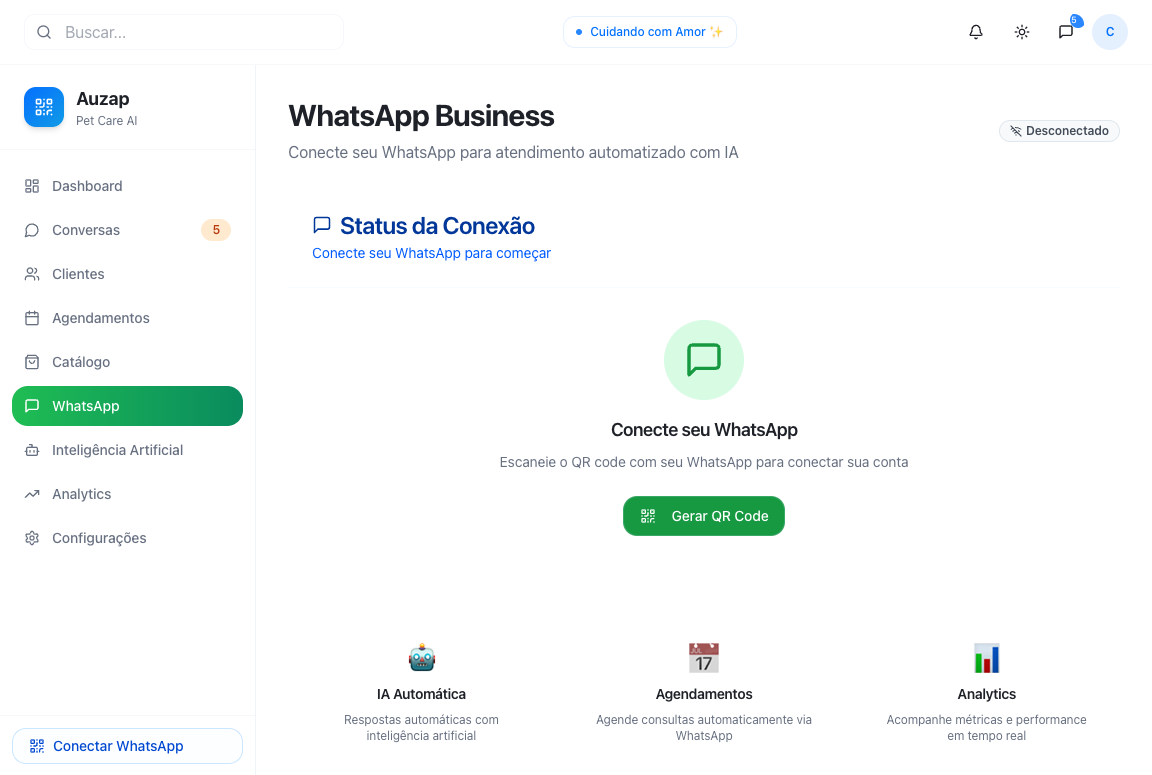 Buscar...
Cuidando com Amor ✨
5
C
Auzap
Pet Care AI
Dashboard
Conversas
5
Clientes
Agendamentos
Catálogo
WhatsApp
Inteligência Artificial
Analytics
Configurações
Conectar WhatsApp
WhatsApp Business
Conecte seu WhatsApp para atendimento automatizado com IA
Desconectado
Status da Conexão
Conecte seu WhatsApp para começar
Conecte seu WhatsApp
Escaneie o QR code com seu WhatsApp para conectar sua conta
Gerar QR Code
IA Automática
Respostas automáticas com
inteligência artificial
17
Agendamentos
Agende consultas automaticamente via
WhatsApp
Analytics
Acompanhe métricas e performance
em tempo real